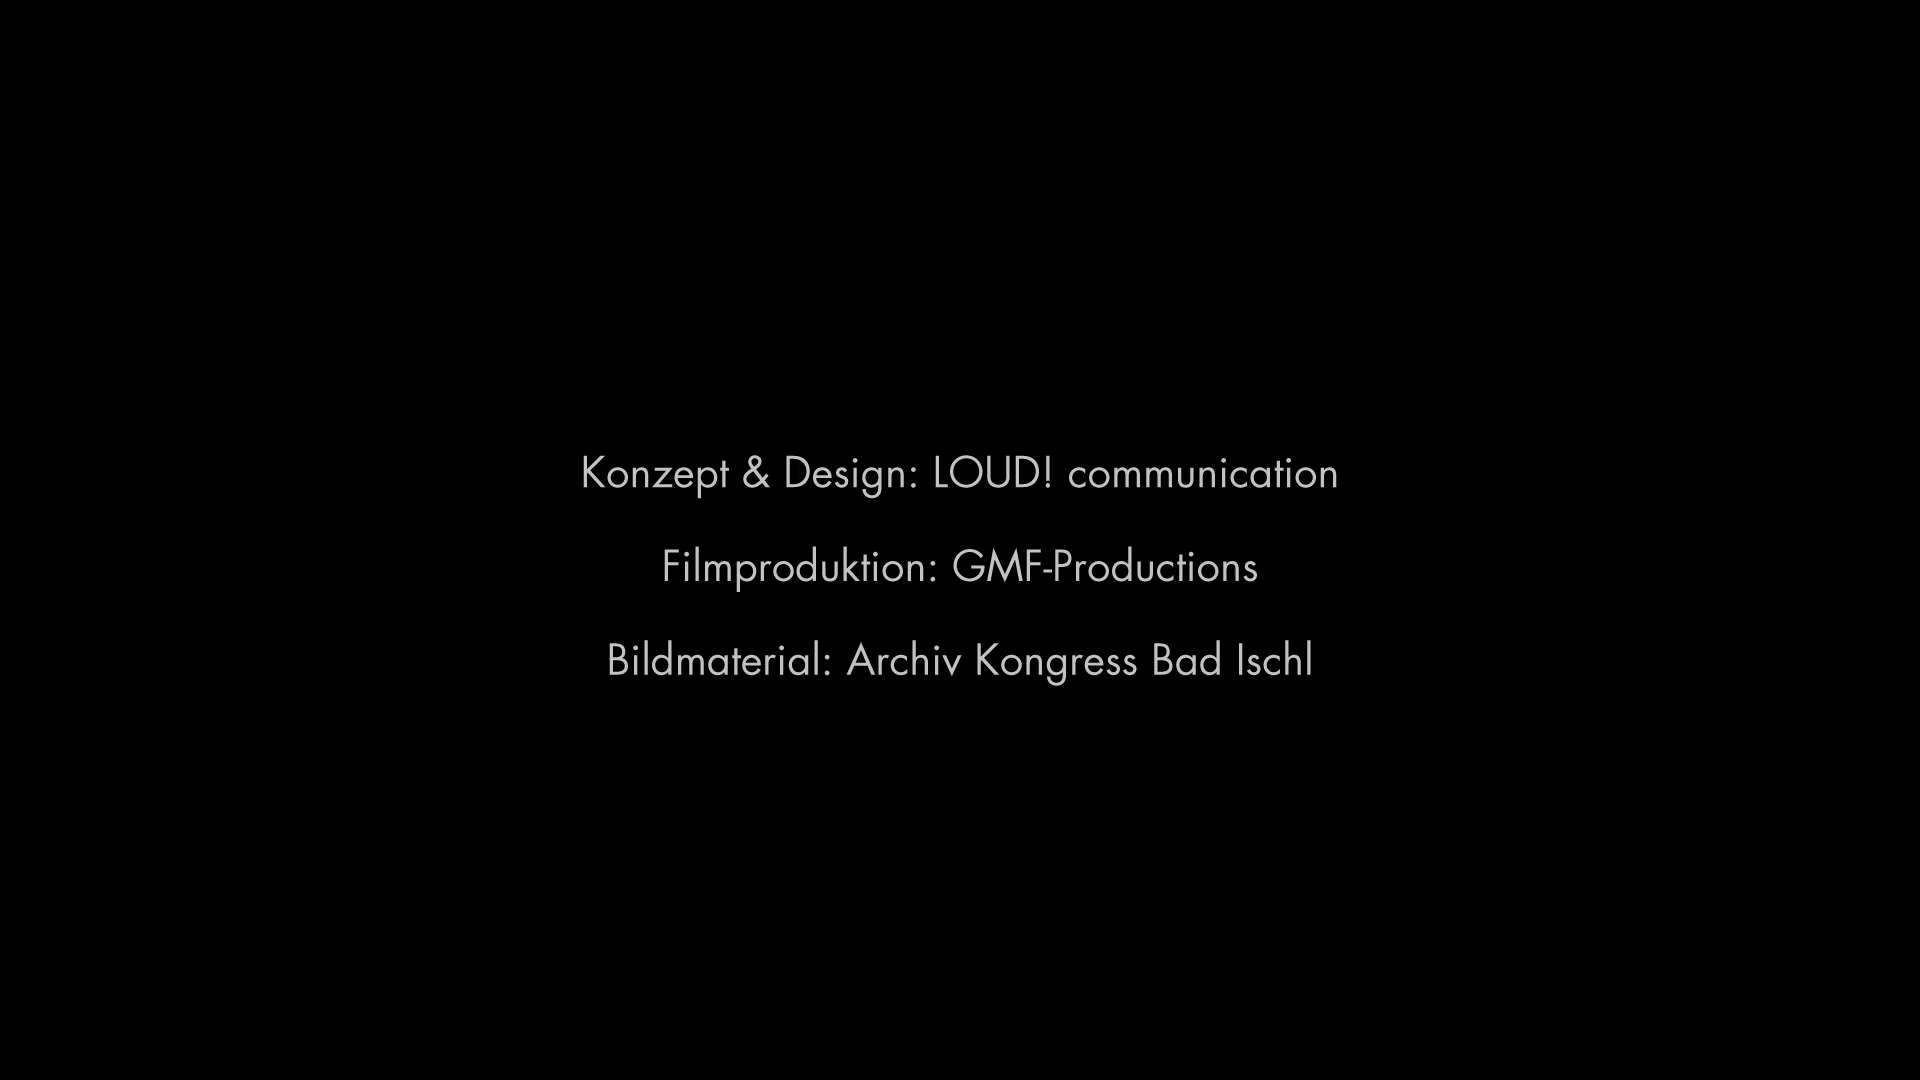 Konzept & Design: LOUD! communication
Filmproduktion: GMF-Productions
Bildmaterial: Archiv Kongress Bad Ischl